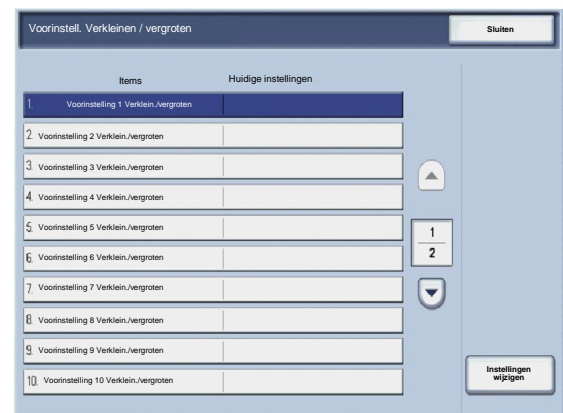 Voorinstell. Verkleinen / vergroten
Sluiten
Items Huidige instellingen
1. Voorinstelling 1 Verklein./vergroten
2. Voorinstelling 2 Verklein./vergroten
3. Voorinstelling 3 Verklein./vergroten
4. Voorinstelling 4 Verklein./vergroten
5. Voorinstelling 5 Verklein./vergroten
6. Voorinstelling 6 Verklein./vergroten
7. Voorinstelling 7 Verklein./vergroten
8. Voorinstelling 8 Verklein./vergroten
9. Voorinstelling 9 Verklein./vergroten
10. Voorinstelling 10 Verklein./vergroten
1
2
Instellingen
wijzigen